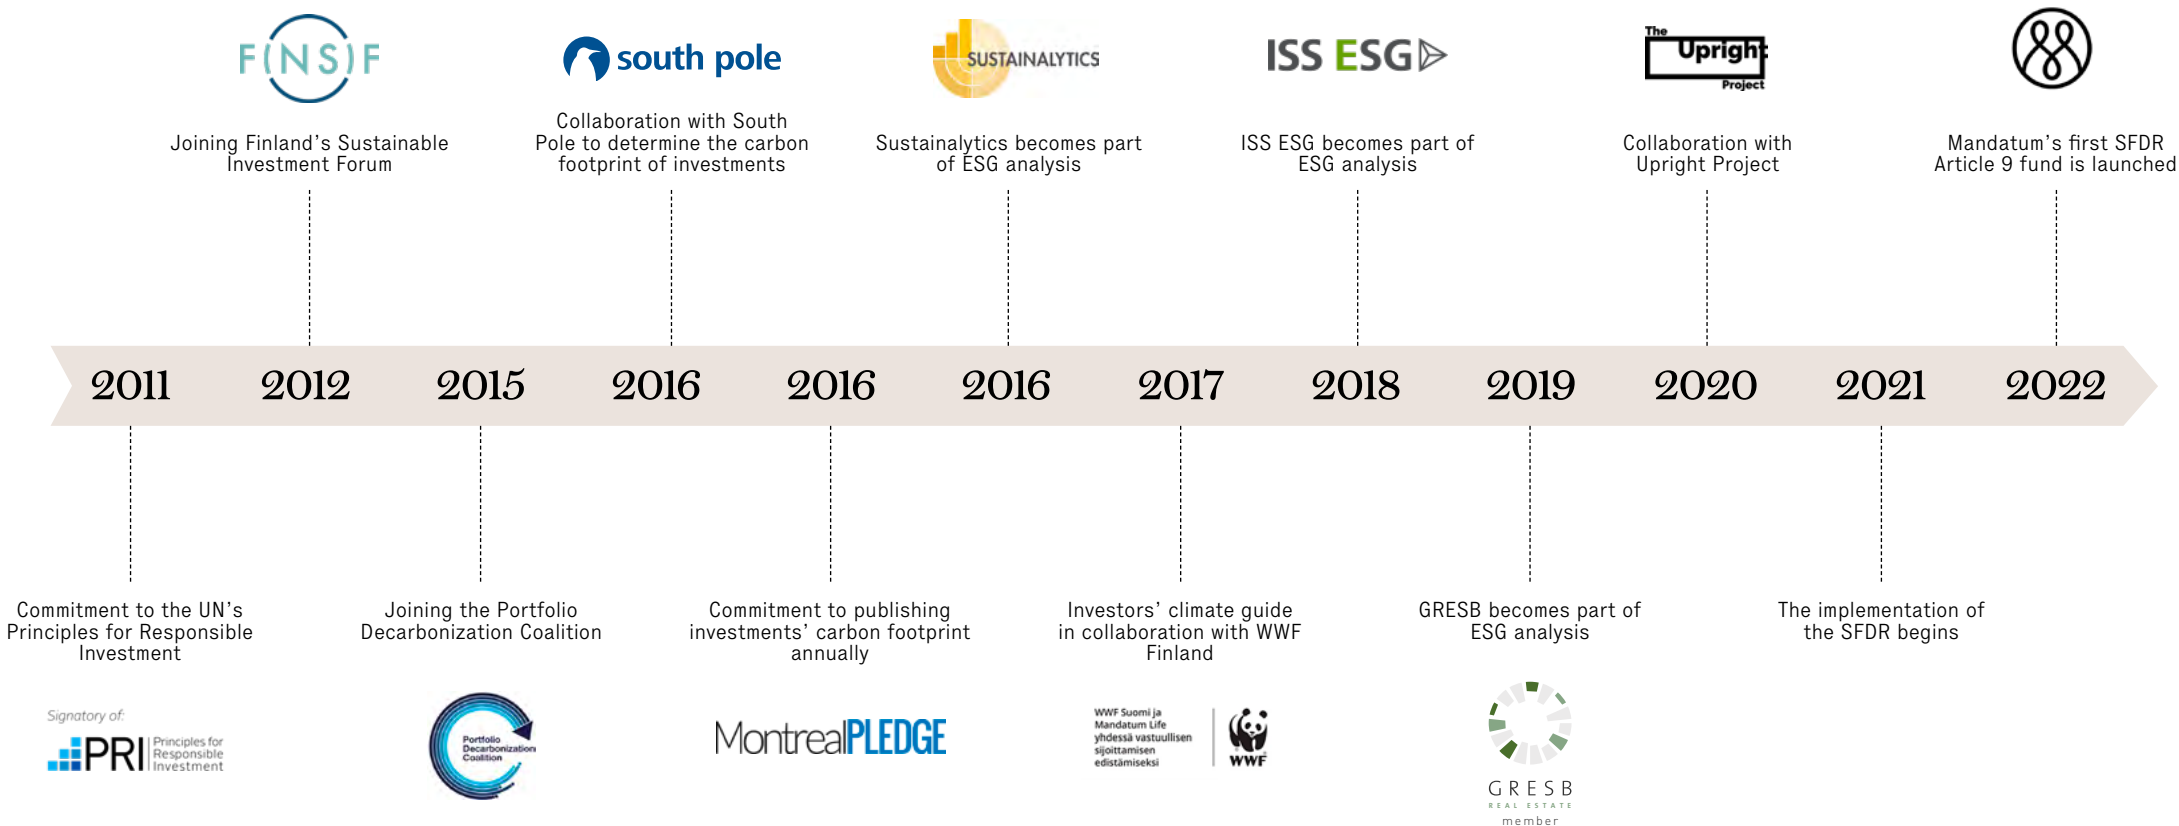 FINSIF
Joining Finland's Sustainable
Investment Forum
south pole
Collaboration with South
Pole to determine the carbon
footprint of investments
SUSTAINALYTICS
Sustainalytics becomes part
of ESG analysis
ISS ESG
ISS ESG becomes part of
ESG analysis
The
Upright
Project
Collaboration with
Upright Project
Mandatum's first SFDR
Article 9 fund is launched
2011
2012
2015
2016
2016
2016
2017
2018
2019
2020
2021
2022
Commitment to the UN's
Principles for Responsible
Investment
Signatory of:
PRI
Principles for
Responsible
Investment
Joining the Portfolio
Decarbonization Coalition
Portfolio
Decarbonization
Coalition
Commitment to publishing
investments' carbon footprint
annually
MontrealPLEDGE
Investors' climate guide
in collaboration with WWF
Finland
WWF Suomi ja
Mandatum Life
yhdessä vastuullisen
sijoittamisen
edistämiseksi
WWF
GRESB becomes part of
ESG analysis
GRESB
REAL ESTATE
member
The implementation of
the SFDR begins